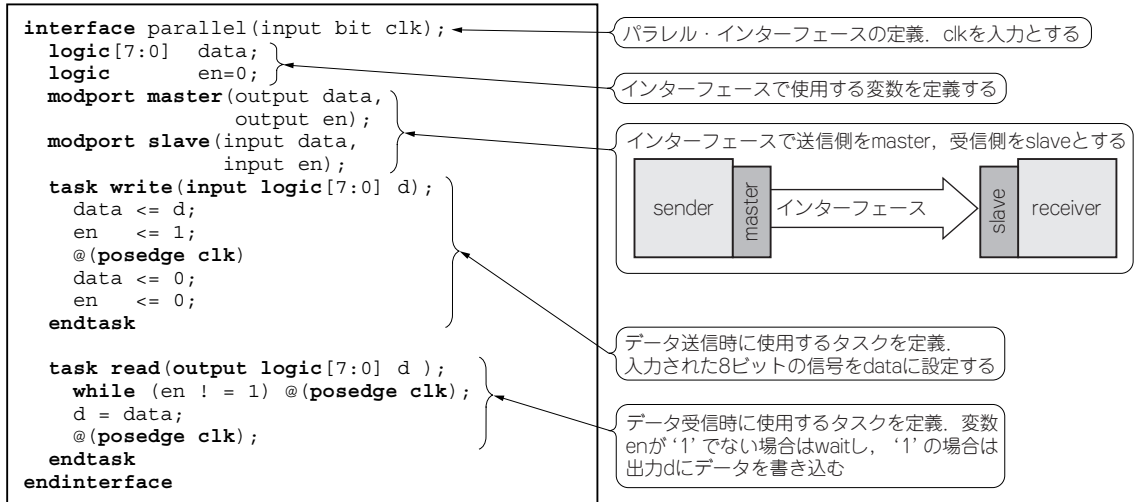 interface parallel(input bit clk);
logic[7:0] data;
logic en=0;
modport master(output data,
output en);
modport slave(input data,
input en);
task write(input logic[7:0] d);
data <= d;
en <= 1;
@(posedge clk)
data <= 0;
en <= 0;
endtask
task read(output logic[7:0] d );
while (en ! = 1) @(posedge clk);
d = data;
@(posedge clk);
endtask
endinterface
パラレル・インターフェースの定義．clkを入力とする
インターフェースで使用する変数を定義する
インターフェースで送信側をmaster，受信側をslaveとする
sender
master
インターフェース
slave
receiver
データ送信時に使用するタスクを定義．
入力された8ビットの信号をdataに設定する
データ受信時に使用するタスクを定義．変数
enが‘1’でない場合はwaitし，‘1’の場合は
出力dにデータを書き込む